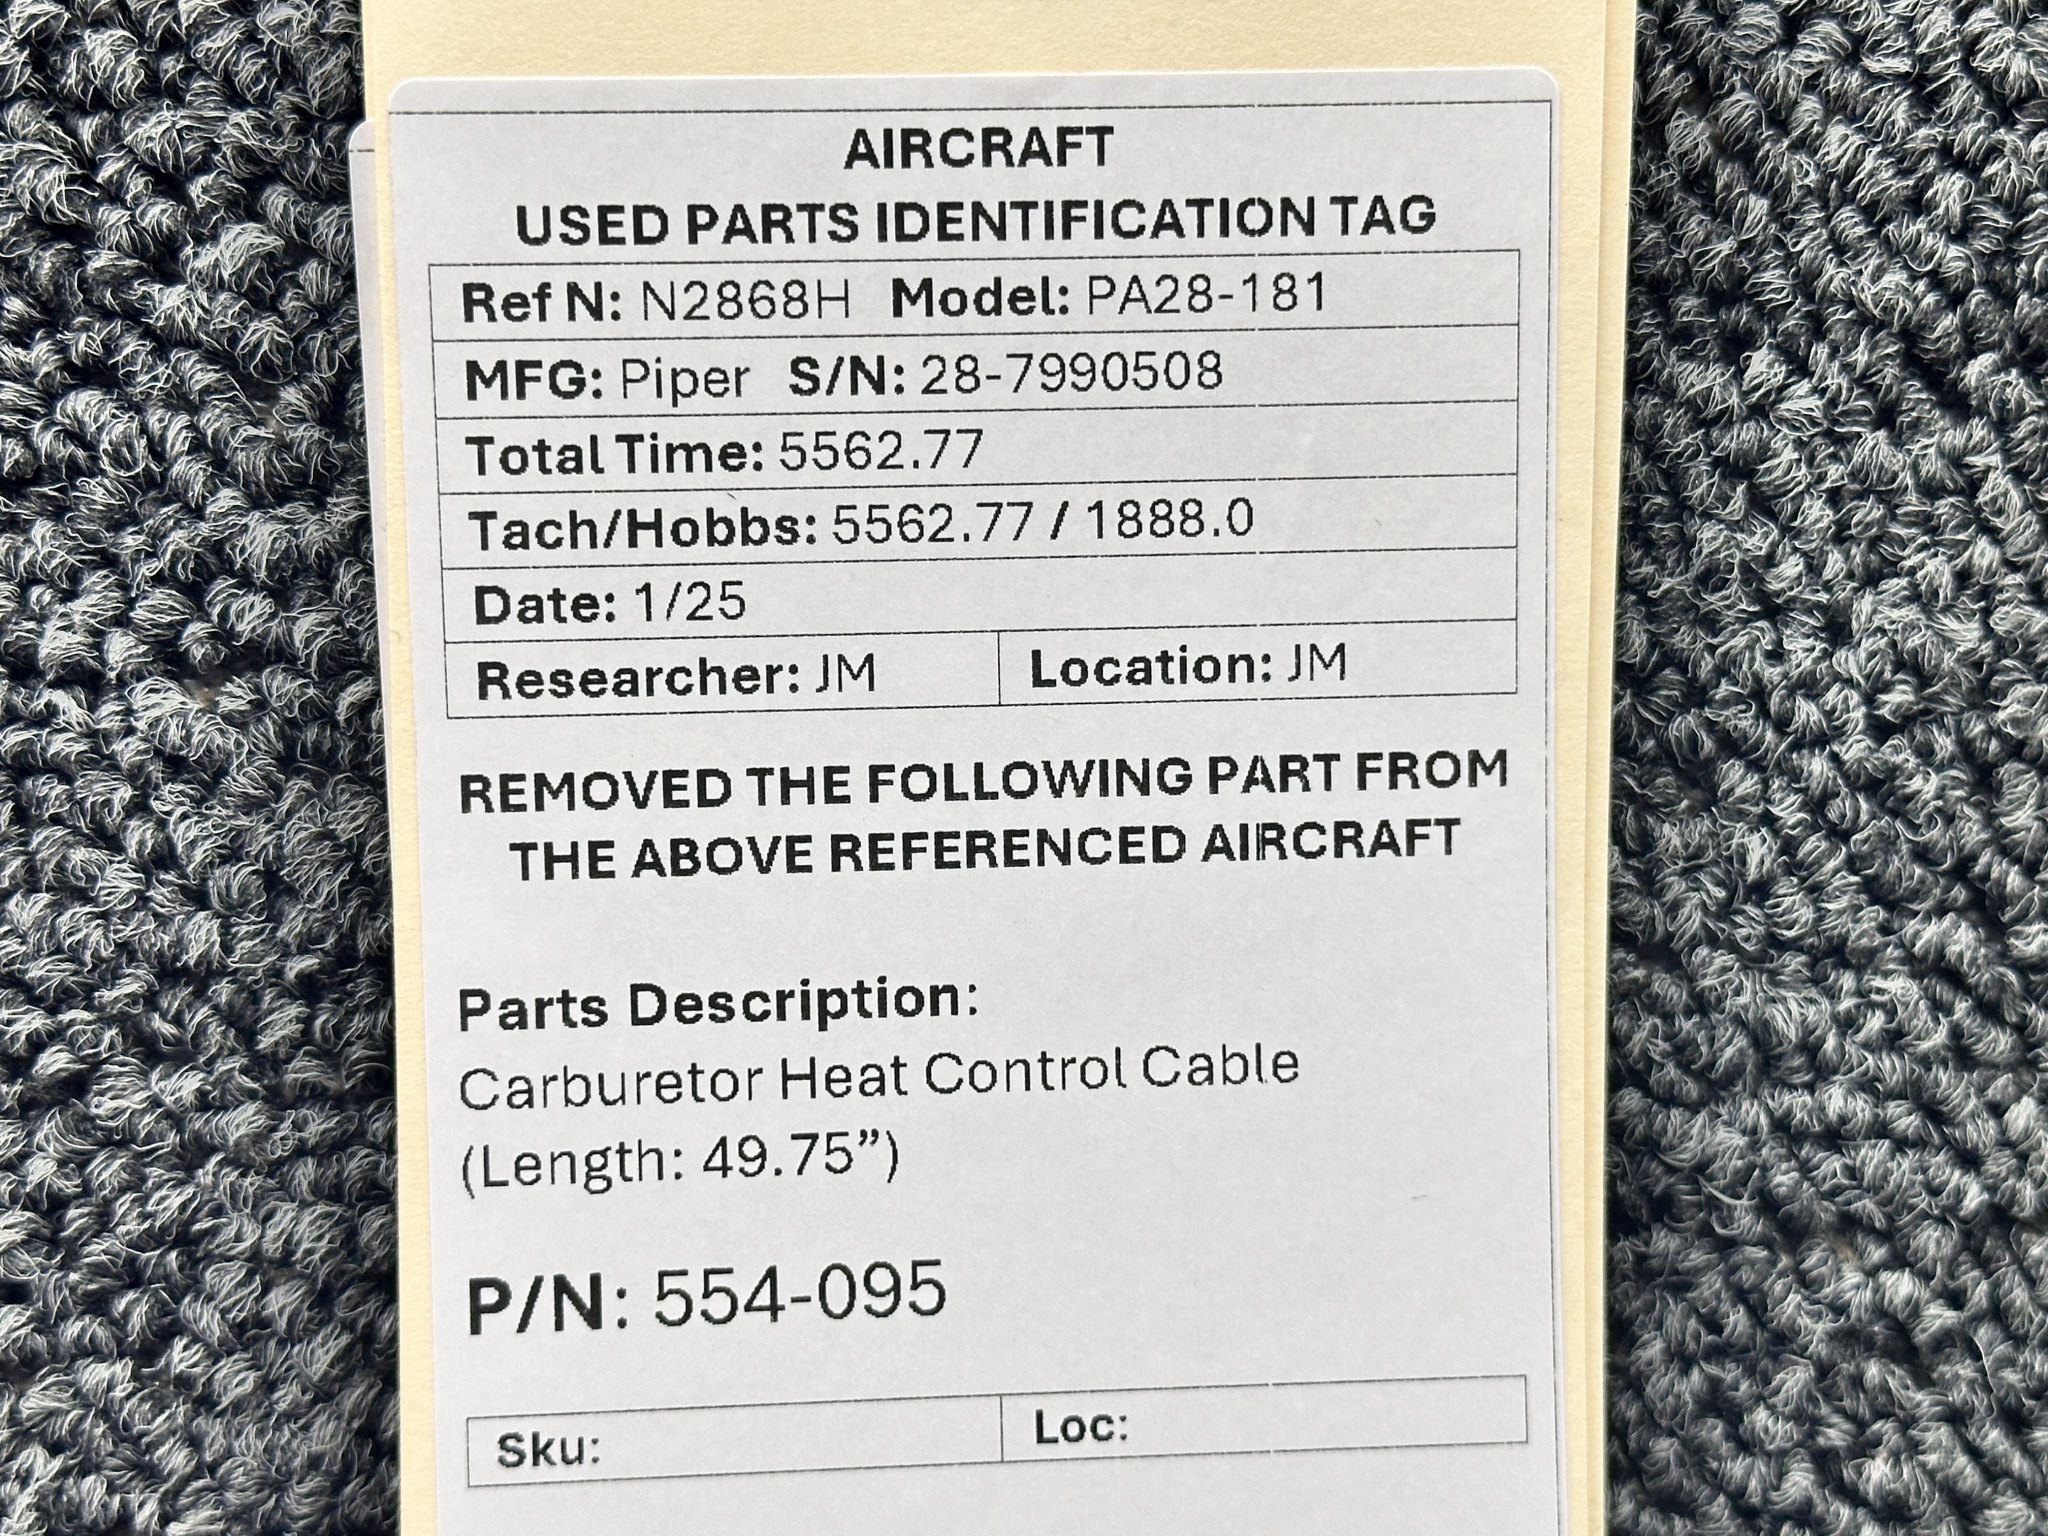 AIRCRAFT
USED PARTS IDENTIFICATION TAG
Ref N: N2868H Model: PA28-181
MFG: Piper S/N: 28-7990508
Total Time: 5562.77
Tach/Hobbs: 5562.77 / 1888.0
Date: 1/25
Researcher: JM Location: JM
REMOVED THE FOLLOWING PART FROM
THE ABOVE REFERENCED AIRCRAFT
Parts Description:
Carburetor Heat Control Cable
(Length: 49.75”)
P/N: 554-095
Sku: Loc: